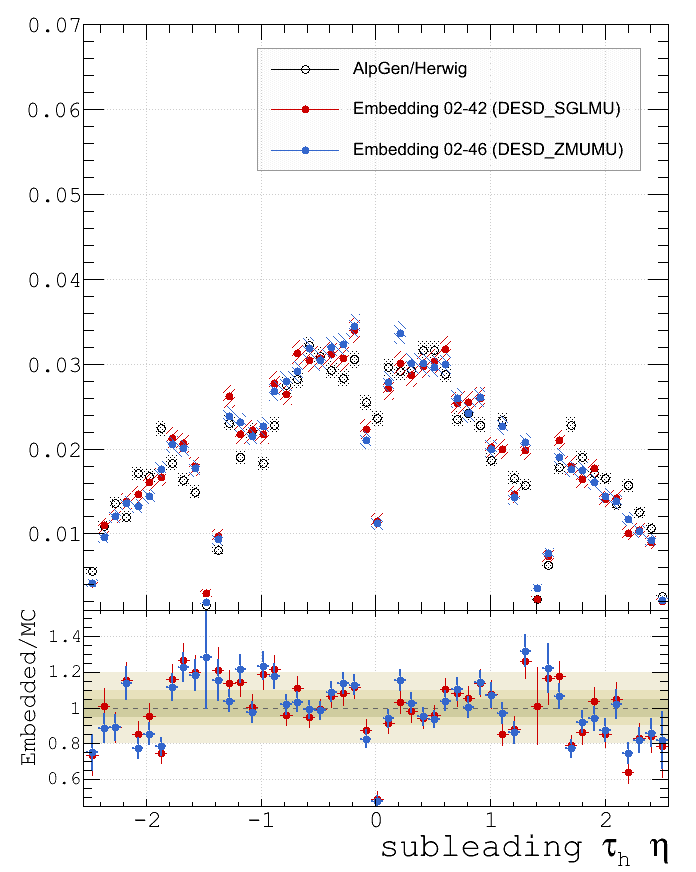 0.07
AlpGen/Herwig
Embedding 02-42 (DESD_SGLMU)
Embedding 02-46 (DESD_ZMUMU)
0.06
0.05
0.04
0.03
0.02
0.01
Embedded/MC
1.4
1.2
1
0.8
0.6
-2 -1 0 1 2
subleading τh η